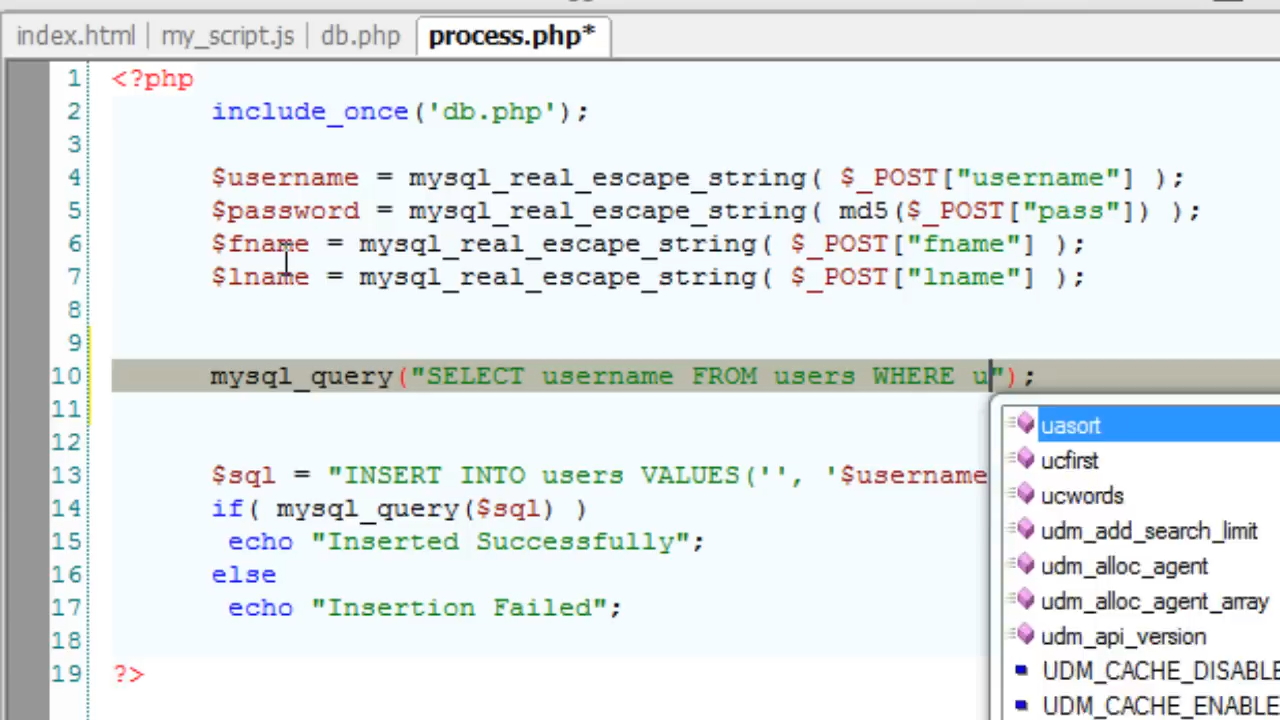 index.html | my_script.js | db.php | process.php*
1 <?php
2 include_once('db.php');
3
4 $username = mysql_real_escape_string( $_POST["username"] );
5 $password = mysql_real_escape_string( md5($_POST["pass"]) );
6 $fname = mysql_real_escape_string( $_POST["fname"] );
7 $lname = mysql_real_escape_string( $_POST["lname"] );
8
9
10 mysql_query("SELECT username FROM users WHERE u");
11
uasort
12
ucfirst
13 $sql = "INSERT INTO users VALUES('', '$username
ucwords
14 if( mysql_query($sql) )
udm_add_search_limit
15 echo "Inserted Successfully";
udm_alloc_agent
16 else
udm_alloc_agent_array
17 echo "Insertion Failed";
udm_api_version
18
UDM_CACHE_DISABLE
19 ?>
UDM_CACHE_ENABLE